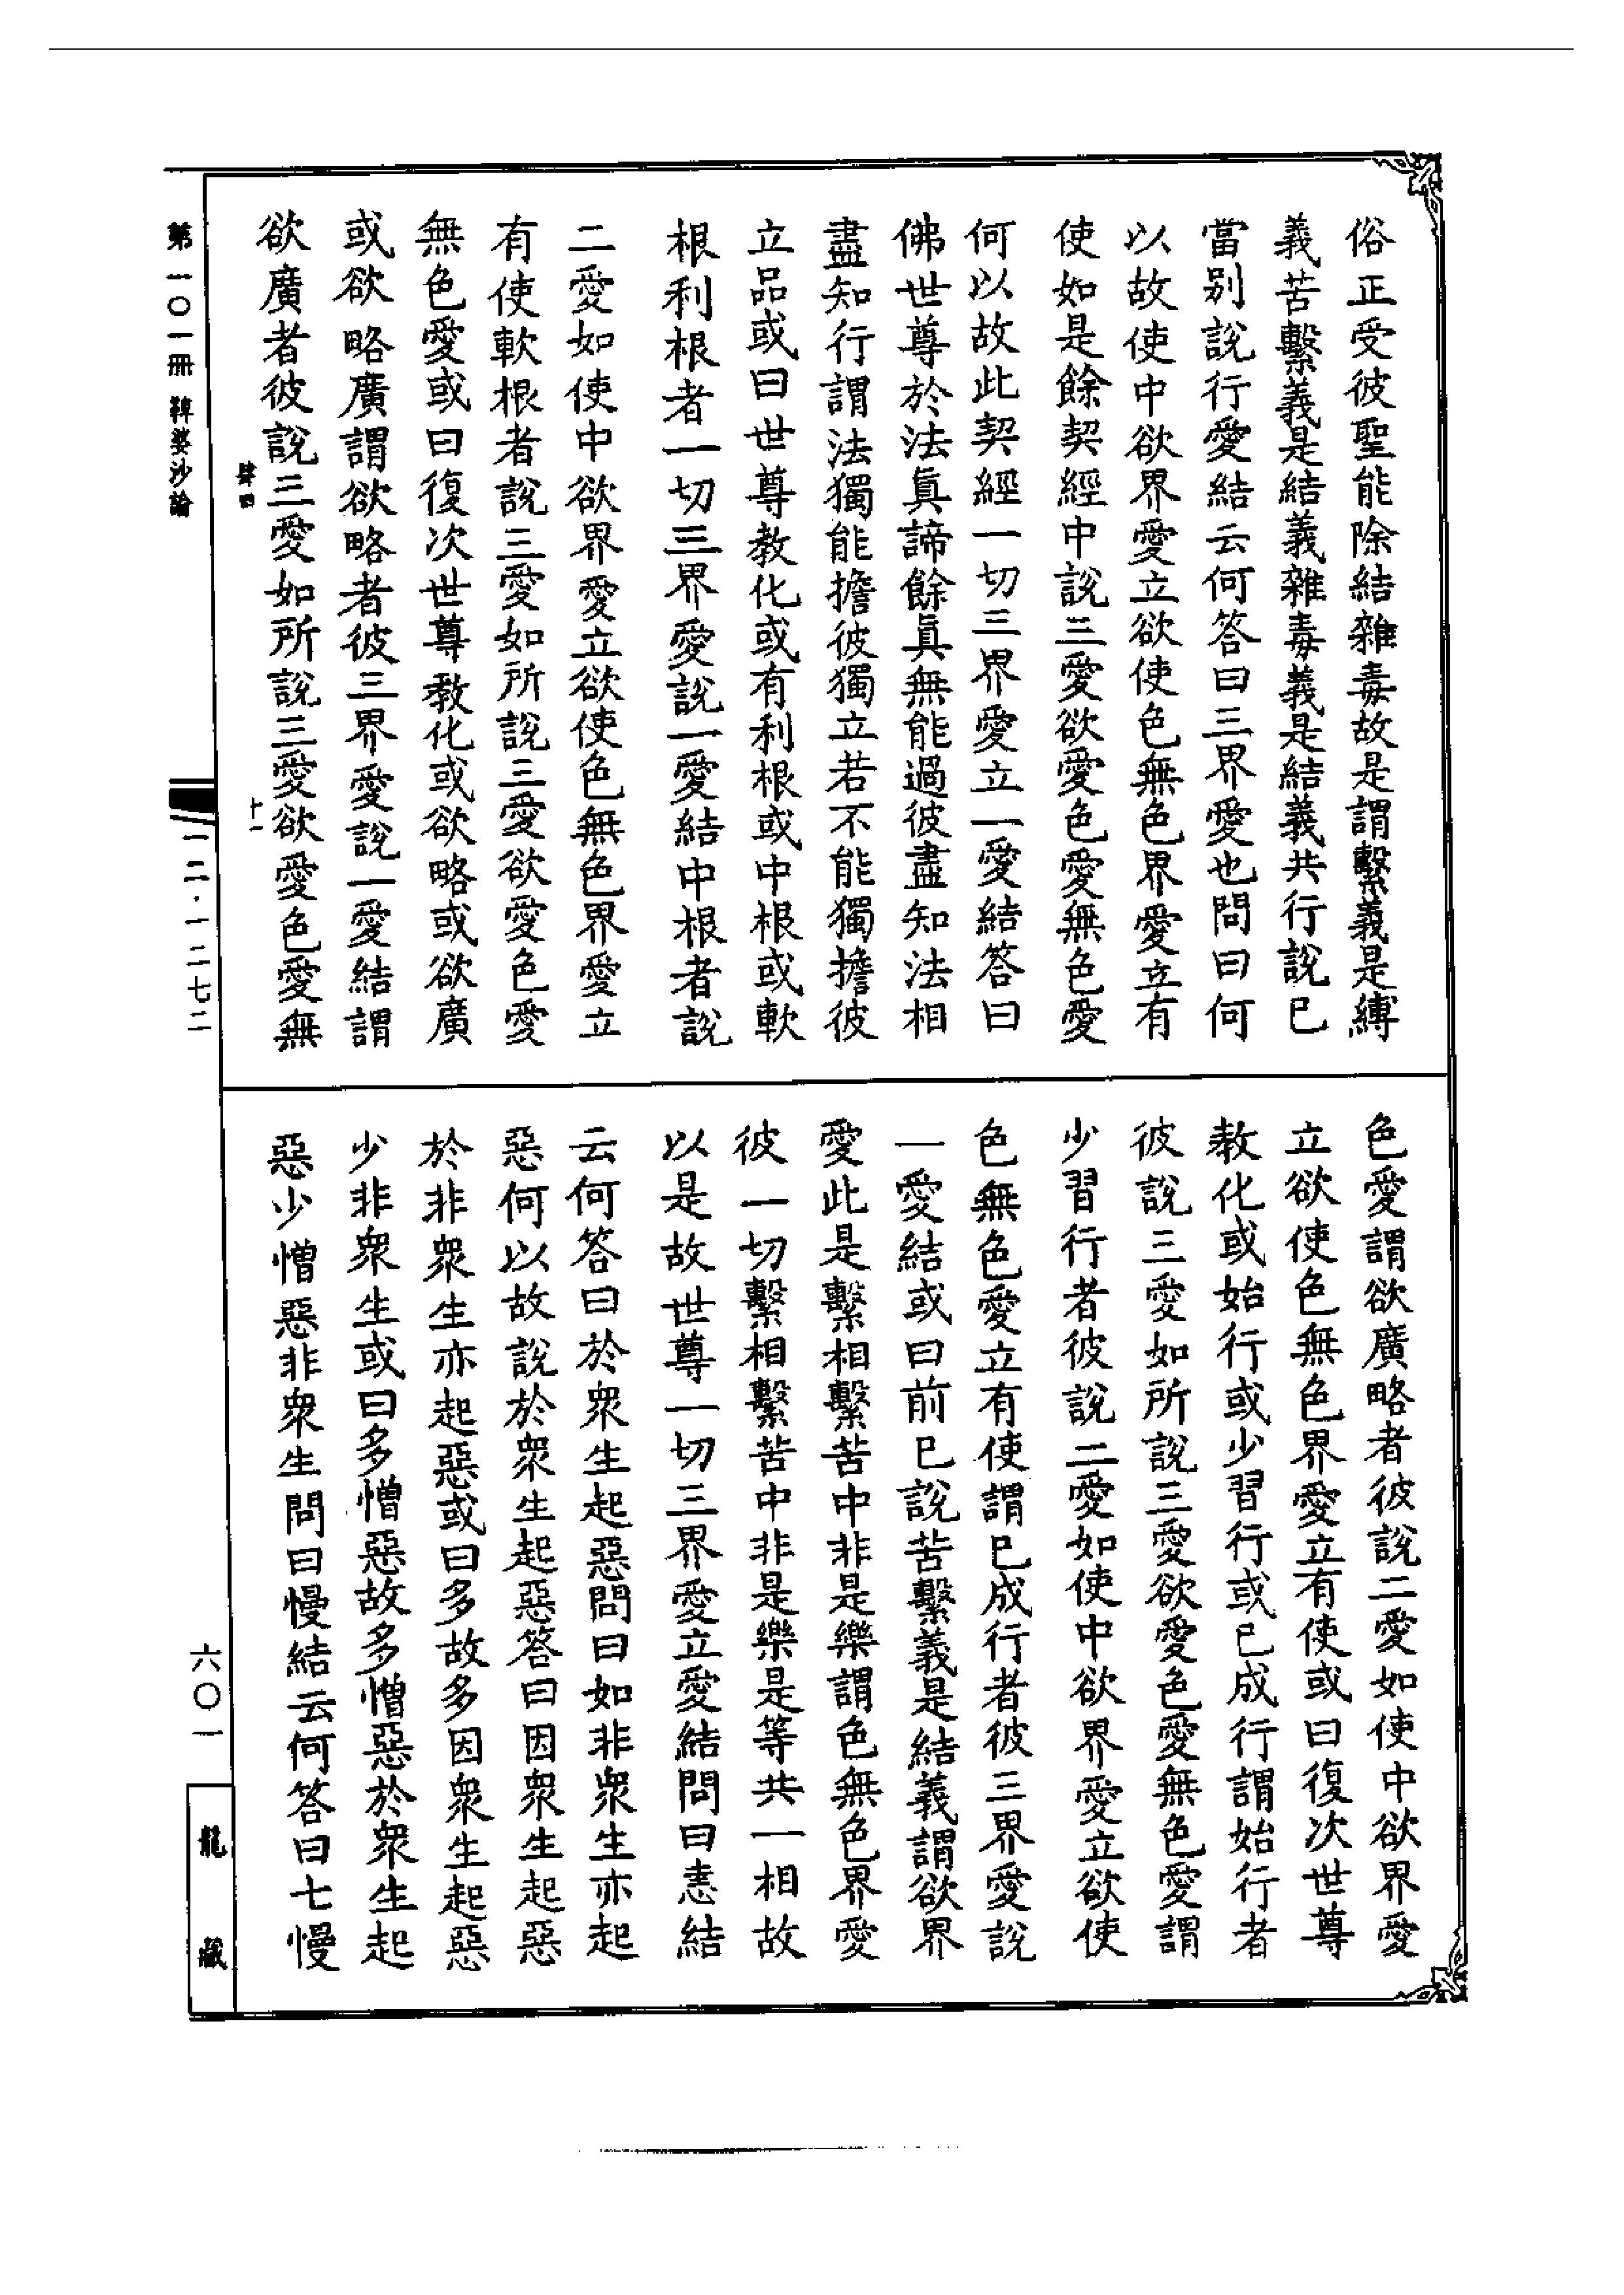 俗正受彼聖能除結雜毒故是謂繫義是縛
義苦繫義是結義雜毒義是結義共行說已
當別說行愛結云何答曰三界愛也問曰何
以故使中欲界愛立欲使色無色界愛立有
使如是餘契經中說三愛欲愛色愛無色愛
何以故此契經一切三界愛立一愛結答曰
佛世尊於法真諦餘真無能過彼盡知法相
盡知行謂法獨能擔彼獨立若不能獨擔彼
立品或曰世尊教化或有利根或中根或軟
根利根者一切三界愛說一愛結中根者說
二愛如使中欲界愛立欲使色無色界愛立
有使軟根者說三愛如所說三愛欲愛色愛
無色愛或曰復次世尊教化或欲略或欲廣
或欲略廣謂欲略者彼三界愛說一愛結謂
欲廣者彼說三愛如所說三愛欲愛色愛無
色愛謂欲廣略者彼說二愛如使中欲界愛
立欲使色無色界愛立有使或曰復次世尊
教化或始行或少習行或已成行謂始行者
彼說三愛如所說三愛欲愛色愛無色愛謂
少習行者彼說二愛如使中欲界愛立欲使
色無色愛立有使謂已成行者彼三界愛說
一愛結或曰前已說苦繫義是結義謂欲界
愛此是繫相繫苦中非是樂謂色無色界愛
彼一切繫相繫苦中非是樂是等共一相故
以是故世尊一切三界愛立愛結問曰恚結
云何答曰於眾生起惡問曰如非眾生亦起
惡何以故說於眾生起惡答曰因眾生起惡
於非眾生亦起惡或曰多故多因眾生起惡
少非眾生或曰多憎惡故多憎惡於眾生起
惡少憎惡非眾生問曰慢結云何答曰七慢
肆四
十一
第一〇一冊 鞞婆沙論
一二·一二七二
六〇一
龍藏